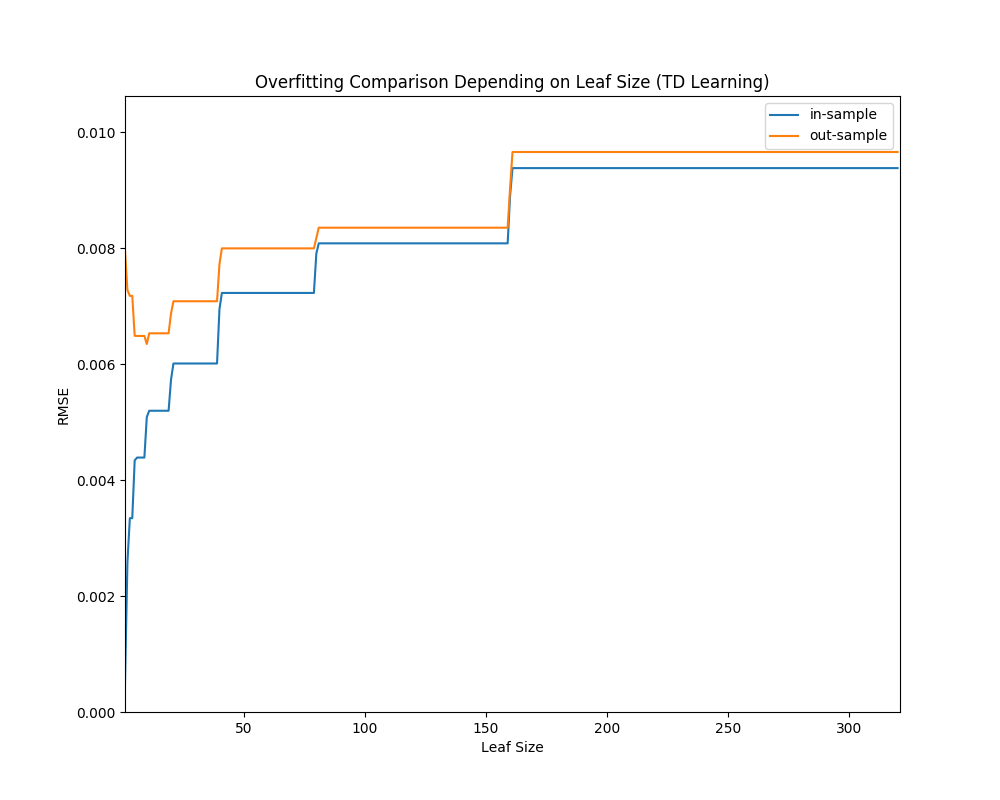 Overfitting Comparison Depending on Leaf Size (TD Learning)
in-sample
out-sample
0.010
0.008
0.006
0.004
0.002
0.000
RMSE
50
100
150
200
250
300
Leaf Size